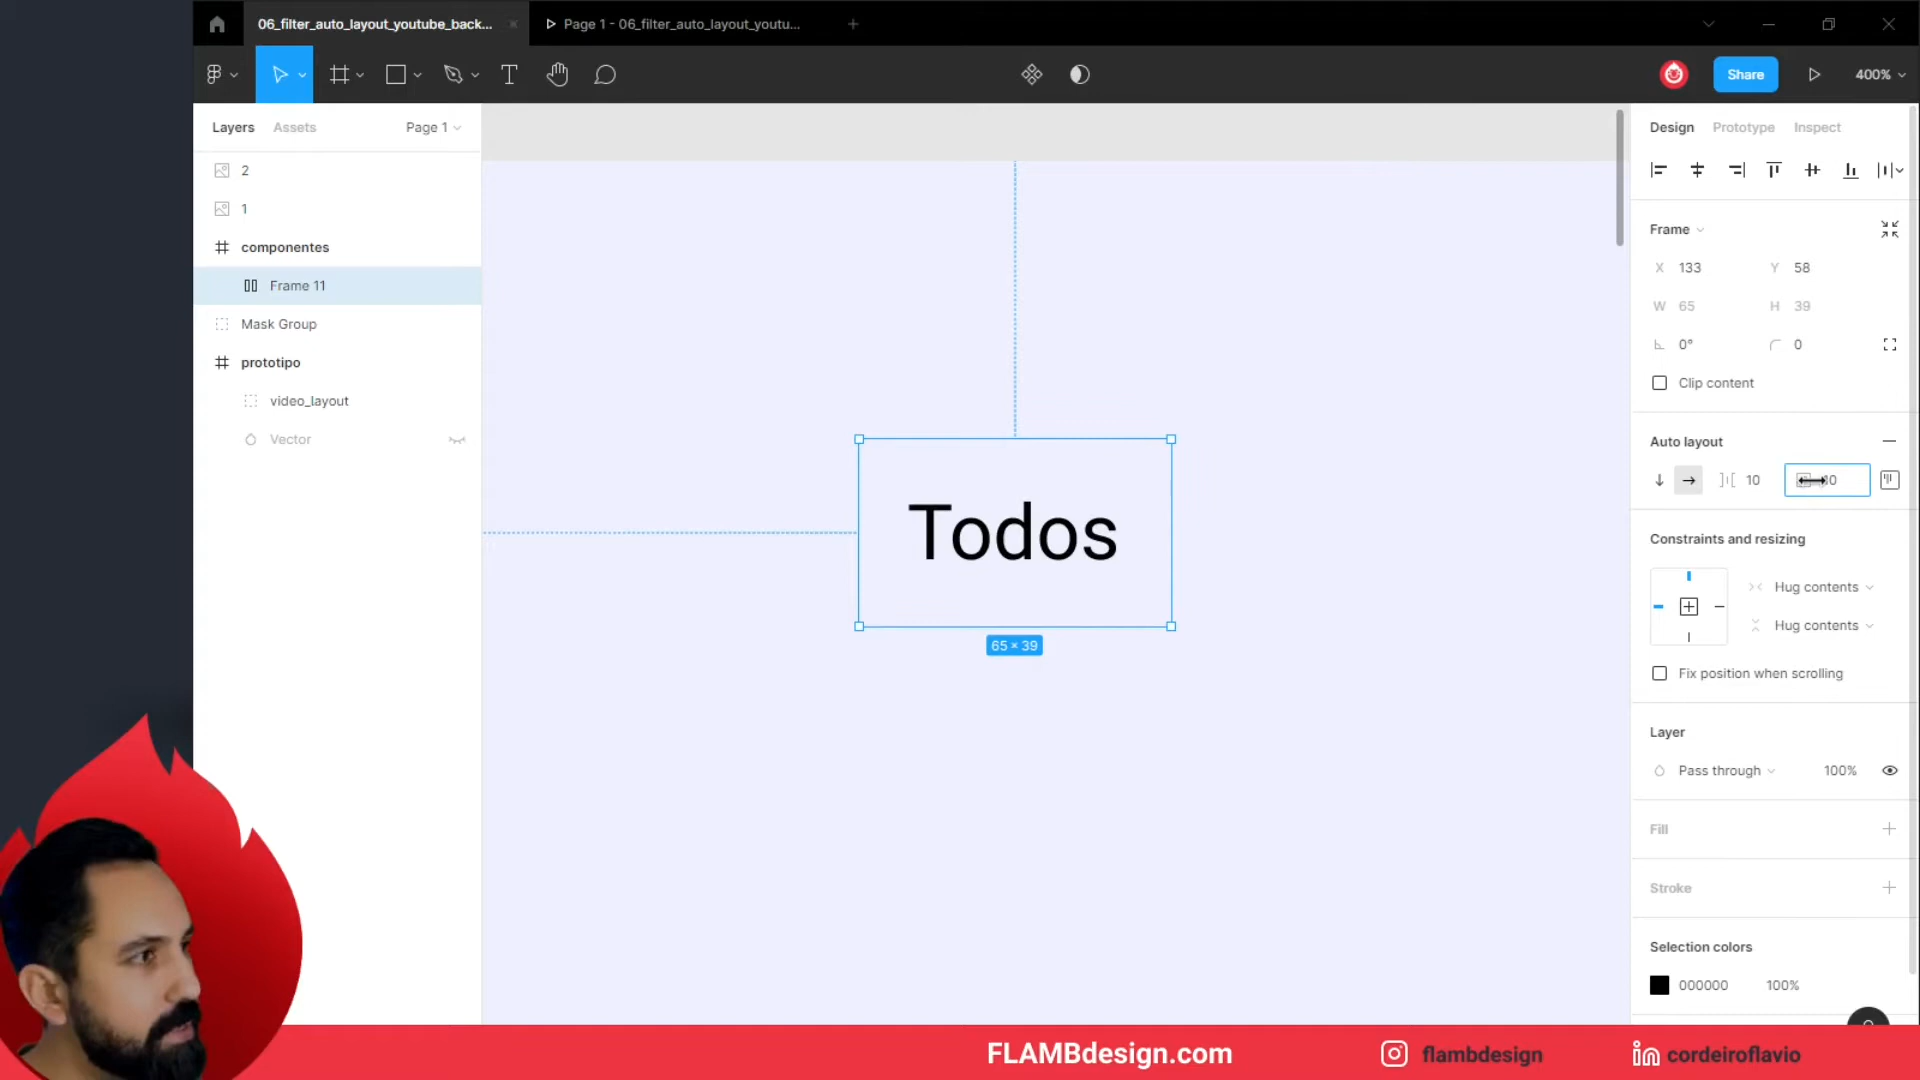 06_filter_auto_layout_youtube_back...
Page 1 - 06_filter_auto_layout_youtu...
Share
400%
Layers
Assets
Page 1
2
1
componentes
Frame 11
Mask Group
prototipo
video_layout
Vector
Todos
65 × 39
Design
Prototype
Inspect
Frame
X 133
Y 58
W 65
H 39
0°
0
Clip content
Auto layout
10
Constraints and resizing
Hug contents
Hug contents
Fix position when scrolling
Layer
Pass through
100%
Fill
Stroke
Selection colors
000000
100%
FLAMBdesign.com
flambdesign
cordeiroflavio